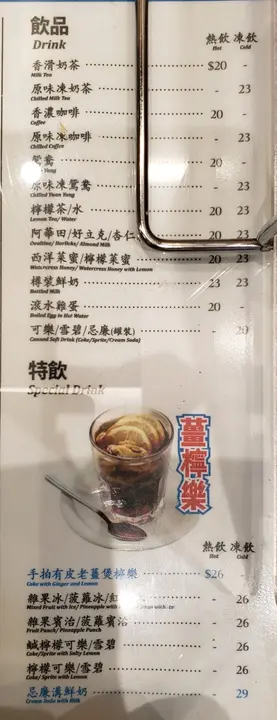 飲品
Drink
熱飲 凍飲
Hot Cold
香滑奶茶 $20 -
Milk Tea
原味凍奶茶 - 23
Chilled Milk Tea
香濃咖啡 20 -
Coffee
原味凍咖啡 - 23
Chilled Coffee
鴛鴦 20 -
Yang
原味凍鴛鴦 - 23
Chilled Yuan Yang
檸檬茶/水 20 23
Lemon Tea/ Water
阿華田/好立克/杏仁 20 23
Ovaltine/ Horlicks/ Almond Milk
西洋菜蜜/檸檬菜蜜 20 23
Watercress Honey/ Watercress Honey with Lemon
樽裝鮮奶 23 23
Bottled Milk
滾水雞蛋 20 -
Boiled Egg in Hot Water
可樂/雪碧/忌廉(罐裝) - 20
Canned Soft Drink (Coke/Sprite/Cream Soda)
特飲
Special Drink
薑檸樂
熱飲 凍飲
Hot Cold
手拍有皮老薑煲檸樂 $26 -
Coke with Ginger and Lemon
雜果冰/菠蘿冰/紅 - 26
Mixed Fruit with Ice/ Pineapple with
雜果賓治/菠蘿賓治 - 26
Fruit Punch/ Pineapple Punch
鹹檸檬可樂/雪碧 - 26
Coke/Sprite with Salty Lemon
檸檬可樂/雪碧 - 26
Coke/ Sprite with Lemon
忌廉溝鮮奶 - 29
Cream Soda with Milk